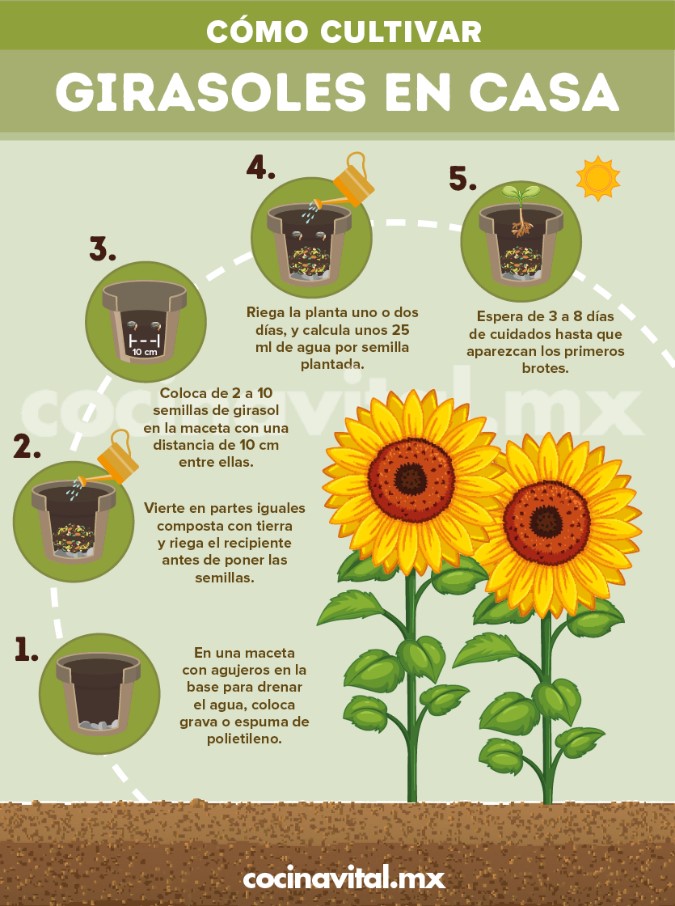 CÓMO CULTIVAR
GIRASOLES EN CASA
1.
En una maceta
con agujeros en la
base para drenar
el agua, coloca
grava o espuma de
polietileno.
2.
Vierte en partes iguales
composta con tierra
y riega el recipiente
antes de poner las
semillas.
3.
10 cm
Coloca de 2 a 10
semillas de girasol
en la maceta con una
distancia de 10 cm
entre ellas.
4.
Riega la planta uno o dos
días, y calcula unos 25
ml de agua por semilla
plantada.
5.
Espera de 3 a 8 días
de cuidados hasta que
aparezcan los primeros
brotes.
cocinavital.mx
cocinavital.mx